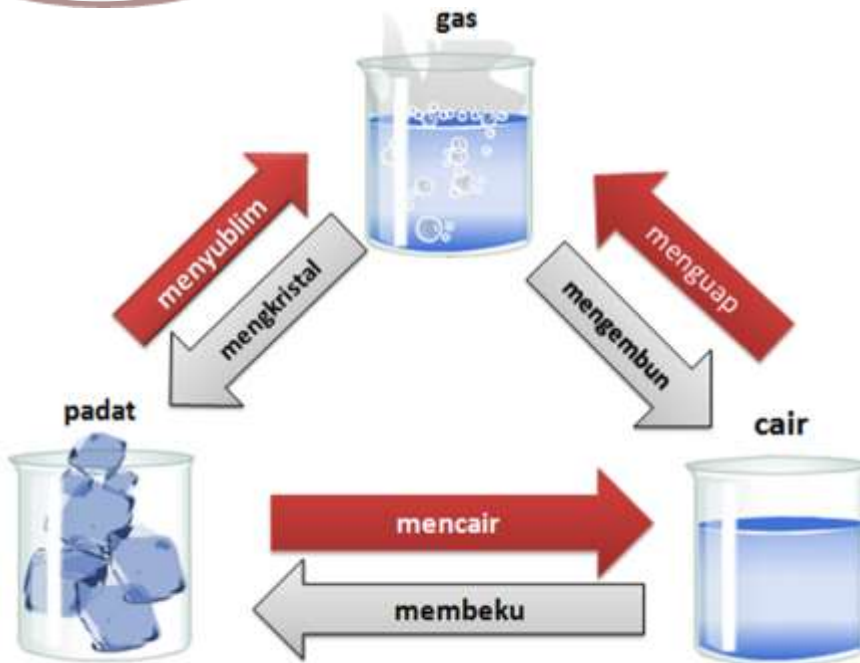 gas
menyublim
mengkristal
mengembun
menguap
padat
cair
mencair
membeku